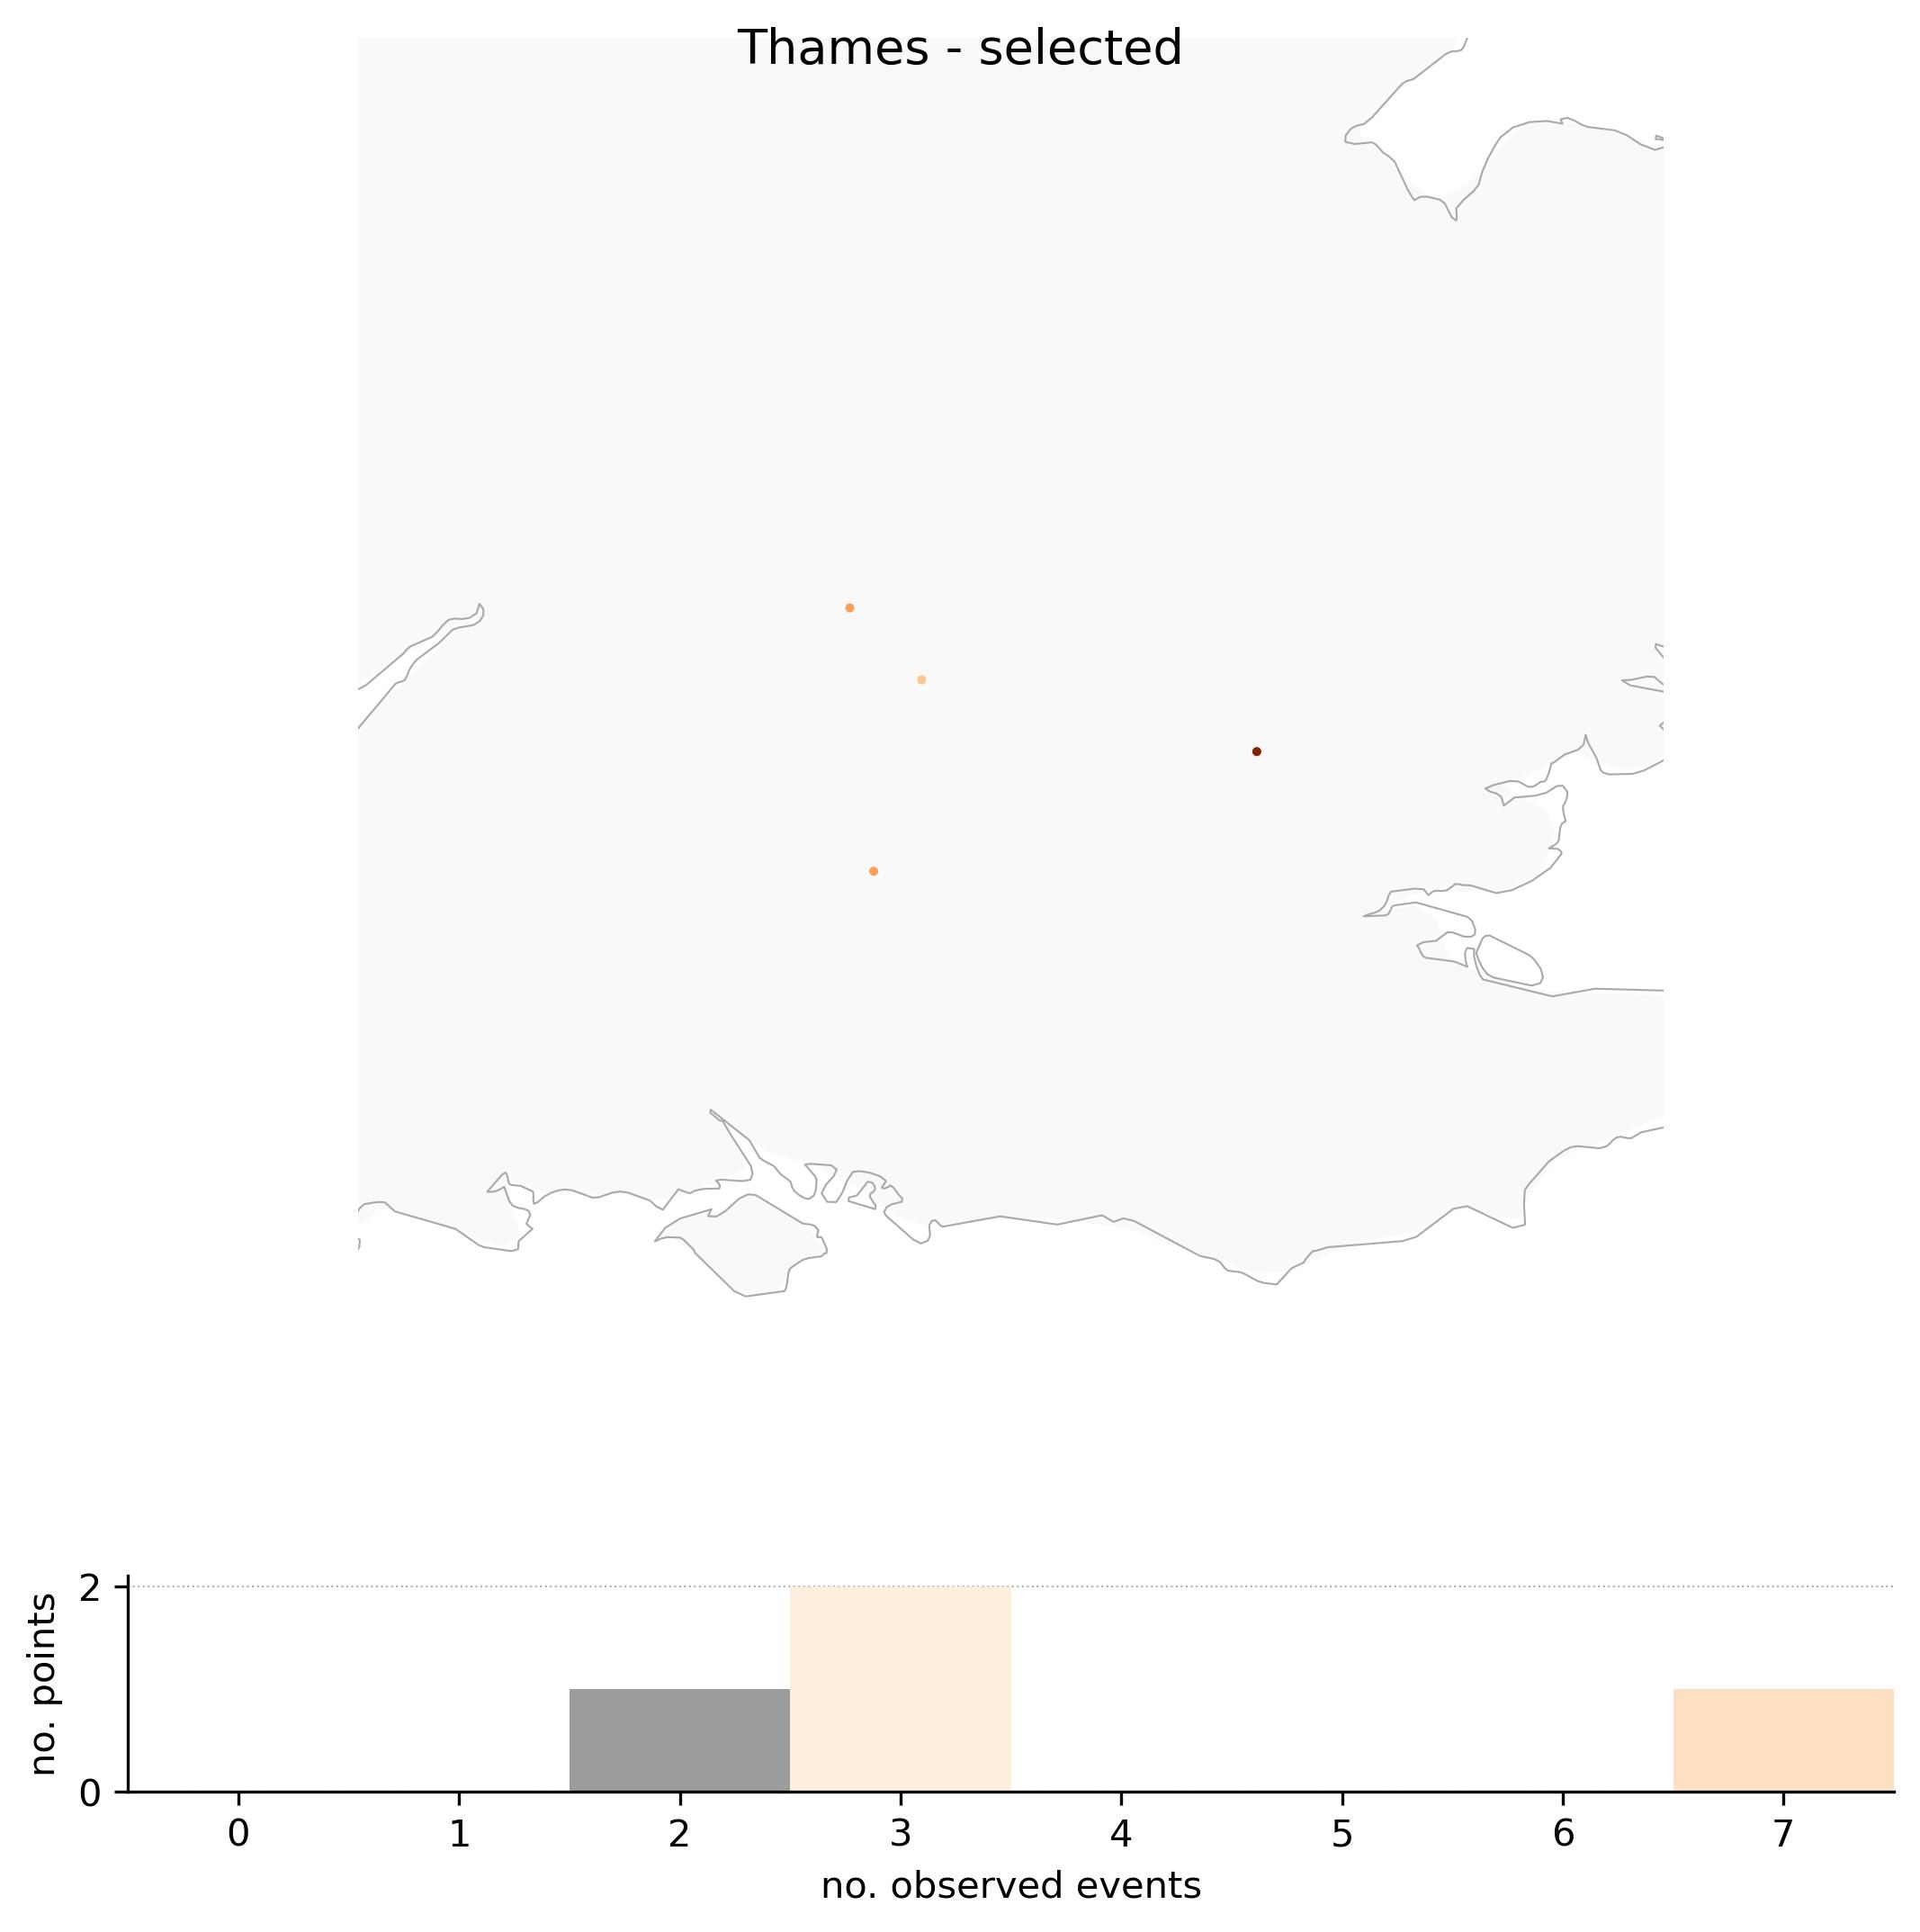 Thames - selected
2
0
no. points
0 1 2 3 4 5 6 7
no. observed events